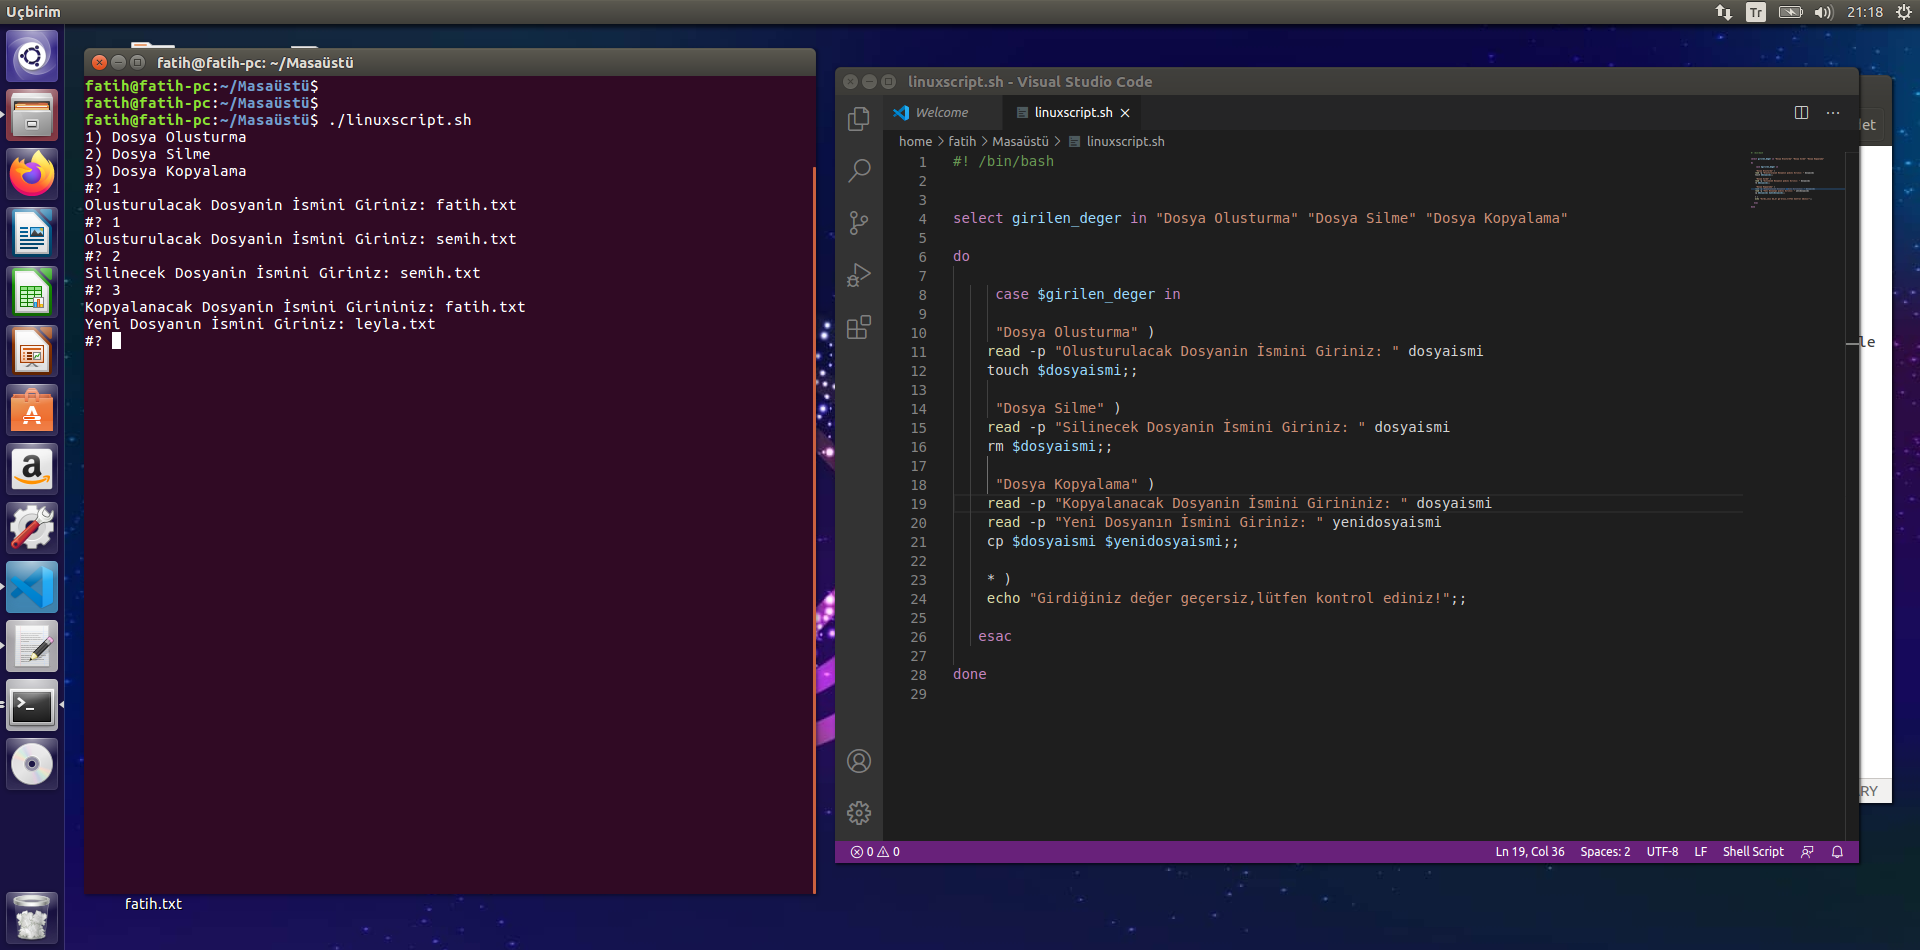 Uçbirim
Tr
21:18
fatih@fatih-pc: ~/Masaüstü
fatih@fatih-pc:~/Masaüstü$
fatih@fatih-pc:~/Masaüstü$
fatih@fatih-pc:~/Masaüstü$ ./linuxscript.sh
1) Dosya Olusturma
2) Dosya Silme
3) Dosya Kopyalama
#? 1
Olusturulacak Dosyanin İsmini Giriniz: fatih.txt
#? 1
Olusturulacak Dosyanin İsmini Giriniz: semih.txt
#? 2
Silinecek Dosyanin İsmini Giriniz: semih.txt
#? 3
Kopyalanacak Dosyanin İsmini Girininiz: fatih.txt
Yeni Dosyanın İsmini Giriniz: leyla.txt
#?
fatih.txt
linuxscript.sh - Visual Studio Code
Welcome
linuxscript.sh
home > fatih > Masaüstü > linuxscript.sh
1 #! /bin/bash
2
3
4 select girilen_deger in "Dosya Olusturma" "Dosya Silme" "Dosya Kopyalama"
5
6 do
7
8 case $girilen_deger in
9
10 "Dosya Olusturma" )
11 read -p "Olusturulacak Dosyanin İsmini Giriniz: " dosyaismi
12 touch $dosyaismi;;
13
14 "Dosya Silme" )
15 read -p "Silinecek Dosyanin İsmini Giriniz: " dosyaismi
16 rm $dosyaismi;;
17
18 "Dosya Kopyalama" )
19 read -p "Kopyalanacak Dosyanin İsmini Girininiz: " dosyaismi
20 read -p "Yeni Dosyanın İsmini Giriniz: " yenidosyaismi
21 cp $dosyaismi $yenidosyaismi;;
22
23 * )
24 echo "Girdiğiniz değer geçersiz,lütfen kontrol ediniz!";;
25
26 esac
27
28 done
29
0 0
Ln 19, Col 36 Spaces: 2 UTF-8 LF Shell Script
et
le
RY